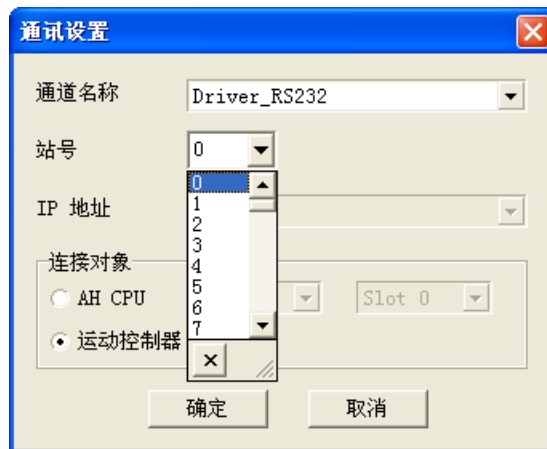 通讯设置
通道名称 Driver_RS232
站号 0
0
1
2
3
4
5
6
7
IP 地址
连接对象
AH CPU Slot 0
运动控制器
确定 取消